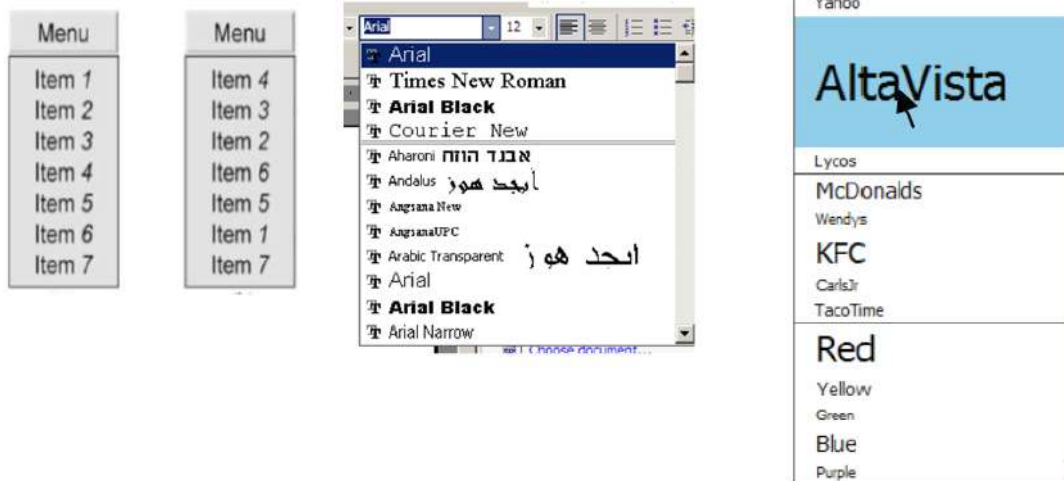 Menu
Item 1
Item 2
Item 3
Item 4
Item 5
Item 6
Item 7
Menu
Item 4
Item 3
Item 2
Item 6
Item 5
Item 1
Item 7
Arial 12
Arial
Times New Roman
Arial Black
Courier New
Aharoni אבגד הוזח
Andalus أبجد هوز
Angsana New
AngsanaUPC
Arabic Transparent أبجد هوز
Arial
Arial Black
Arial Narrow
Choose document...
Yahoo
AltaVista
Lycos
McDonalds
Wendys
KFC
CarlsJr
TacoTime
Red
Yellow
Green
Blue
Purple